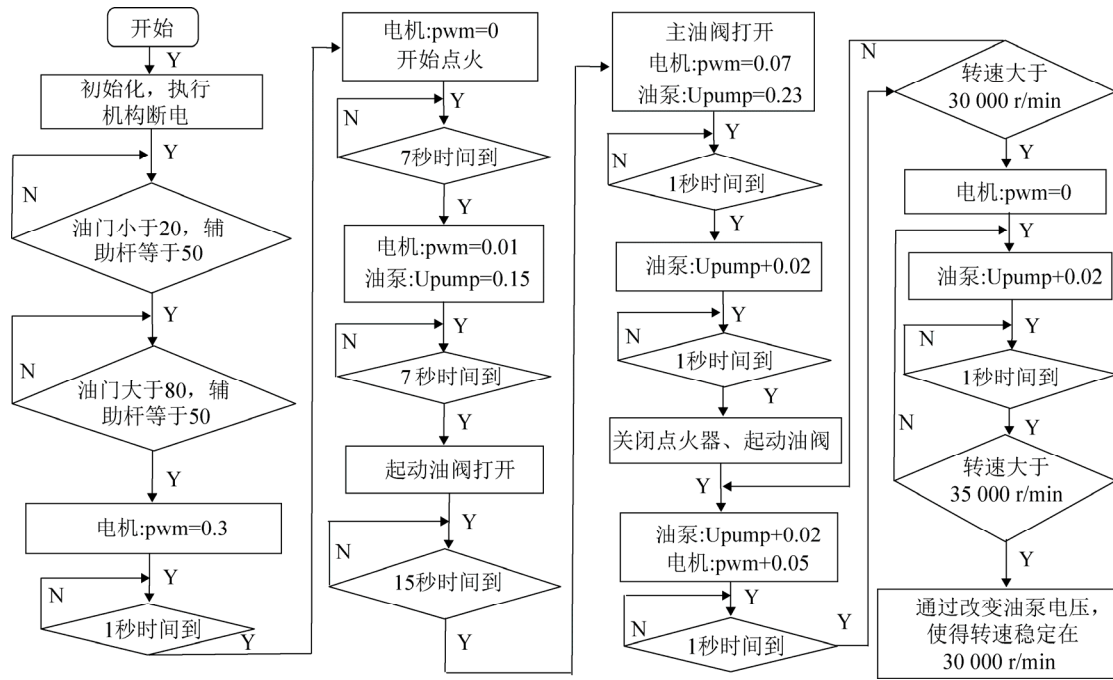 开始
Y
初始化，执行
机构断电
Y
N
油门小于20，辅
助杆等于50
Y
N
油门大于80，辅
助杆等于50
Y
电机:pwm=0.3
Y
N
1秒时间到
Y
电机:pwm=0
开始点火
Y
N
7秒时间到
Y
电机:pwm=0.01
油泵:Upump=0.15
Y
N
7秒时间到
Y
起动油阀打开
Y
N
15秒时间到
Y
主油阀打开
电机:pwm=0.07
油泵:Upump=0.23
Y
N
1秒时间到
Y
油泵:Upump+0.02
Y
N
1秒时间到
Y
关闭点火器、起动油阀
Y
油泵:Upump+0.02
电机:pwm+0.05
Y
N
1秒时间到
Y
N
转速大于
30 000 r/min
Y
电机:pwm=0
Y
油泵:Upump+0.02
Y
N
1秒时间到
Y
N
转速大于
35 000 r/min
Y
通过改变油泵电压，
使得转速稳定在
30 000 r/min